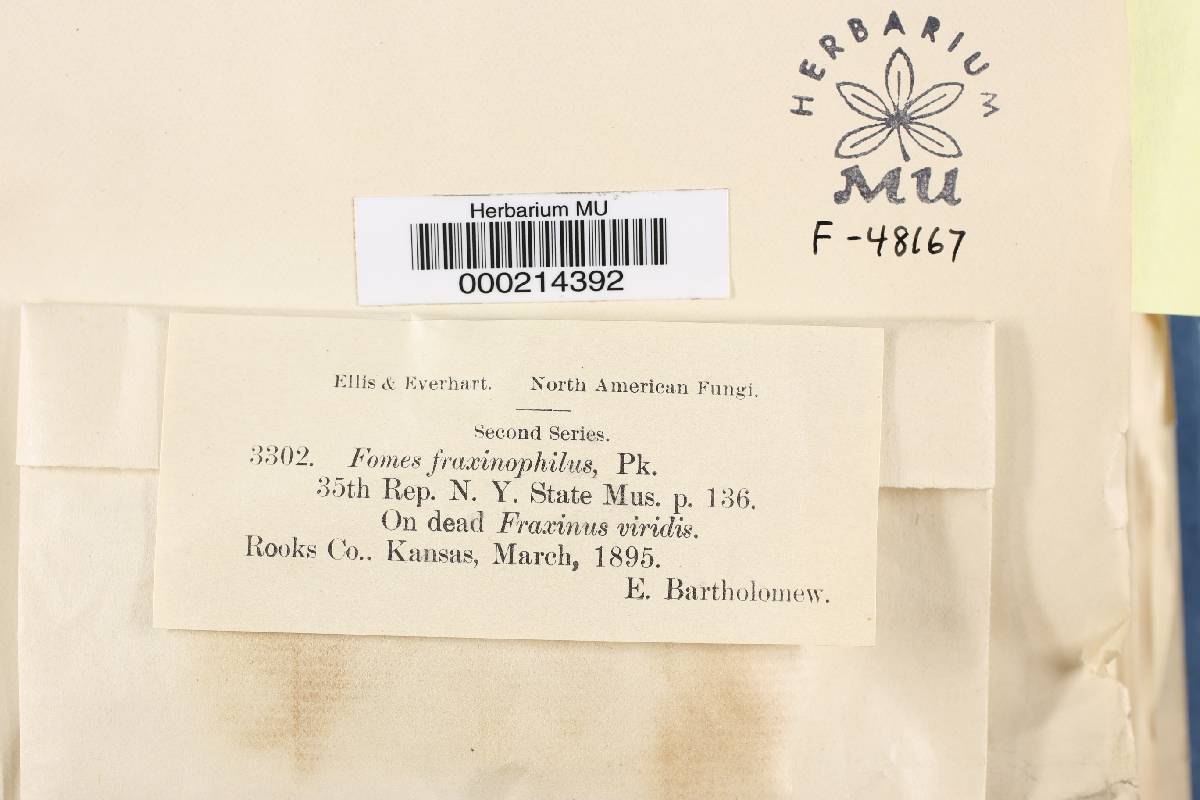 HERBARIUM
MU
F-48167
Herbarium MU
000214392
Ellis & Everhart. North American Fungi.
Second Series.
3302. Fomes fraxinophilus, Pk.
35th Rep. N. Y. State Mus. p. 136.
On dead Fraxinus viridis.
Rooks Co.. Kansas, March, 1895.
E. Bartholomew.